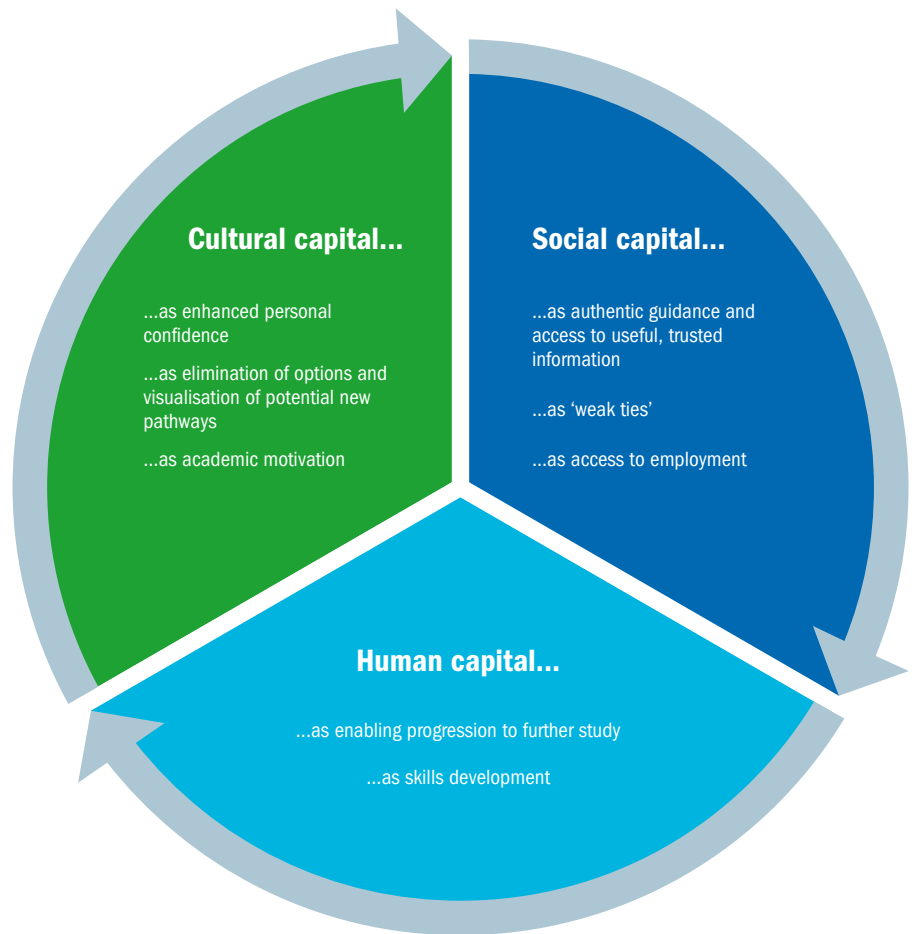 Cultural capital...
...as enhanced personal
confidence
...as elimination of options and
visualisation of potential new
pathways
...as academic motivation
Social capital...
...as authentic guidance and
access to useful, trusted
information
...as ‘weak ties’
...as access to employment
Human capital...
...as enabling progression to further study
...as skills development